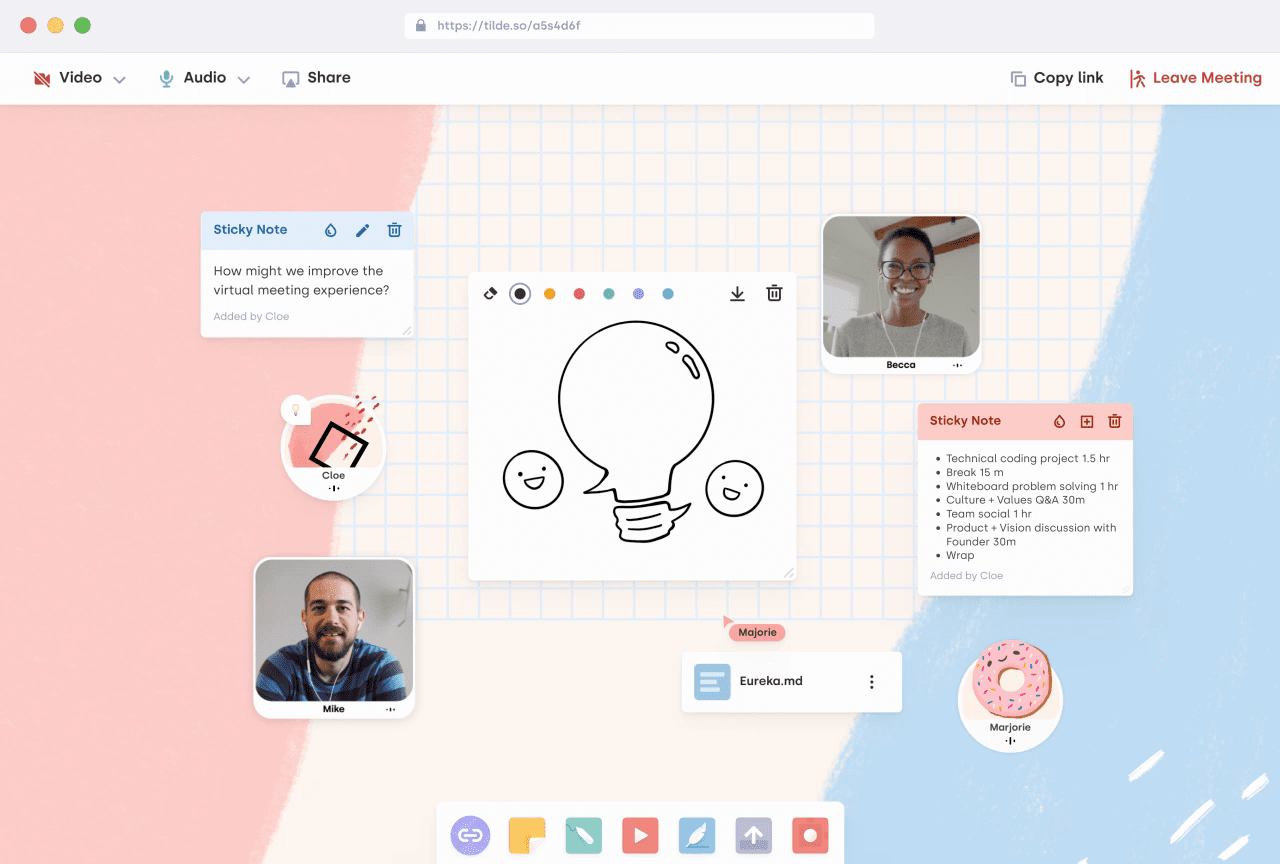 https://tilde.so/a5s4d6f
Video
Audio
Share
Copy link
Leave Meeting
Sticky Note
How might we improve the
virtual meeting experience?
Added by Cloe
Becca
Cloe
Sticky Note
Technical coding project 1.5 hr
Break 15 m
Whiteboard problem solving 1 hr
Culture + Values Q&A 30m
Team social 1 hr
Product + Vision discussion with
Founder 30m
Wrap
Added by Cloe
Mike
Majorie
Eureka.md
Marjorie